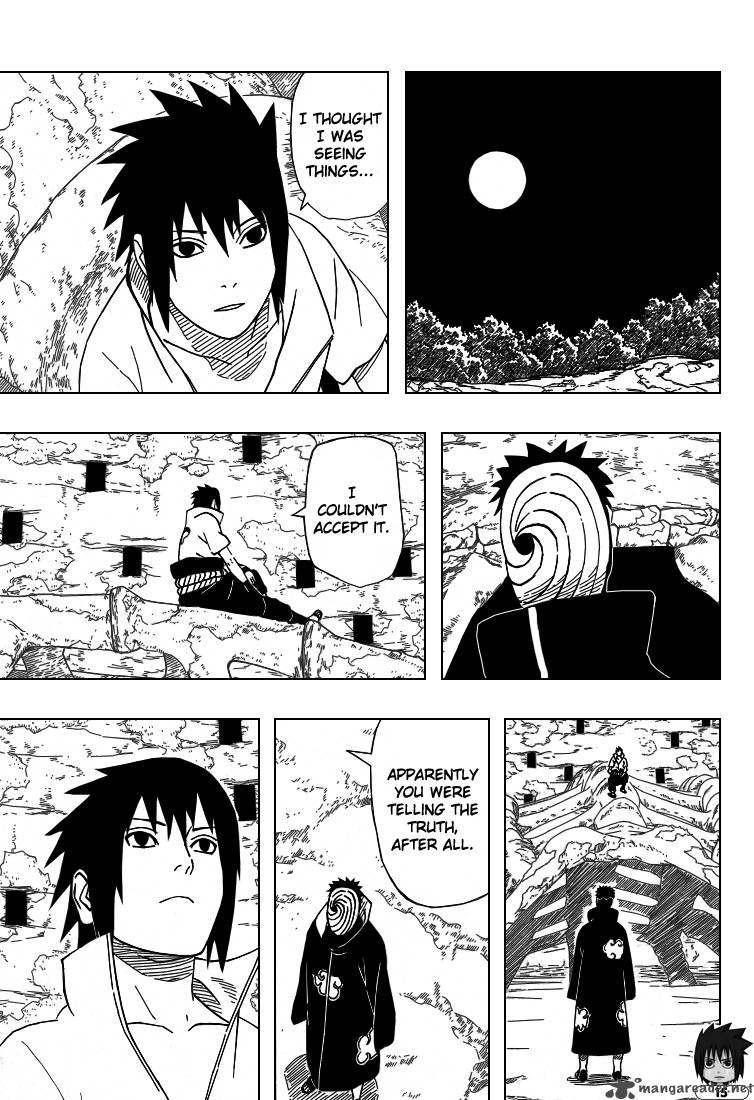 I THOUGHT
I WAS
SEEING
THINGS...
I
COULDN'T
ACCEPT IT.
APPARENTLY
YOU WERE
TELLING THE
TRUTH,
AFTER ALL.
15
mangareader.net